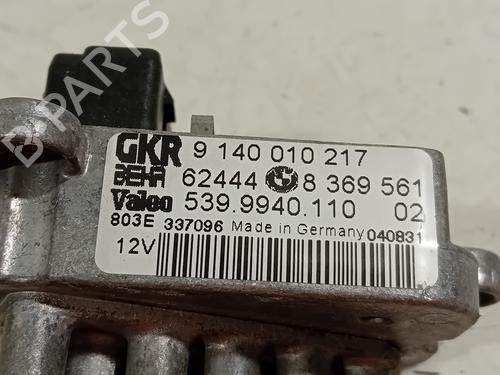 GKR 9 140 010 217
BEHR 62444 8 369 561
Valeo 539.9940.110 02
803E 337096 Made in Germany 040831
12V
B-PARTS